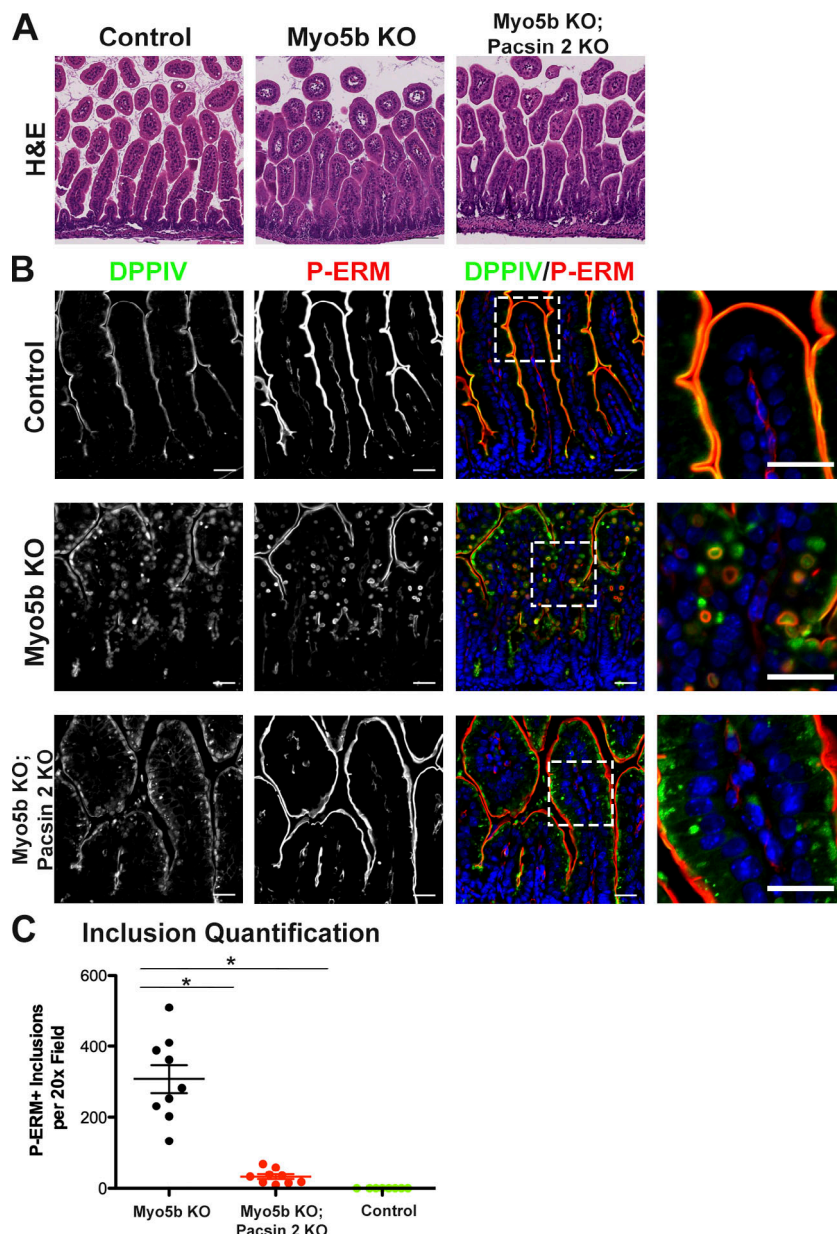 A
Control
Myo5b KO
Myo5b KO;
Pacsin 2 KO
H&E
B
DPPIV
P-ERM
DPPIV/P-ERM
Control
Myo5b KO
Myo5b KO;
Pacsin 2 KO
C
Inclusion Quantification
P-ERM+ Inclusions
per 20x Field
600
400
200
0
*
*
Myo5b KO
Myo5b KO;
Pacsin 2 KO
Control